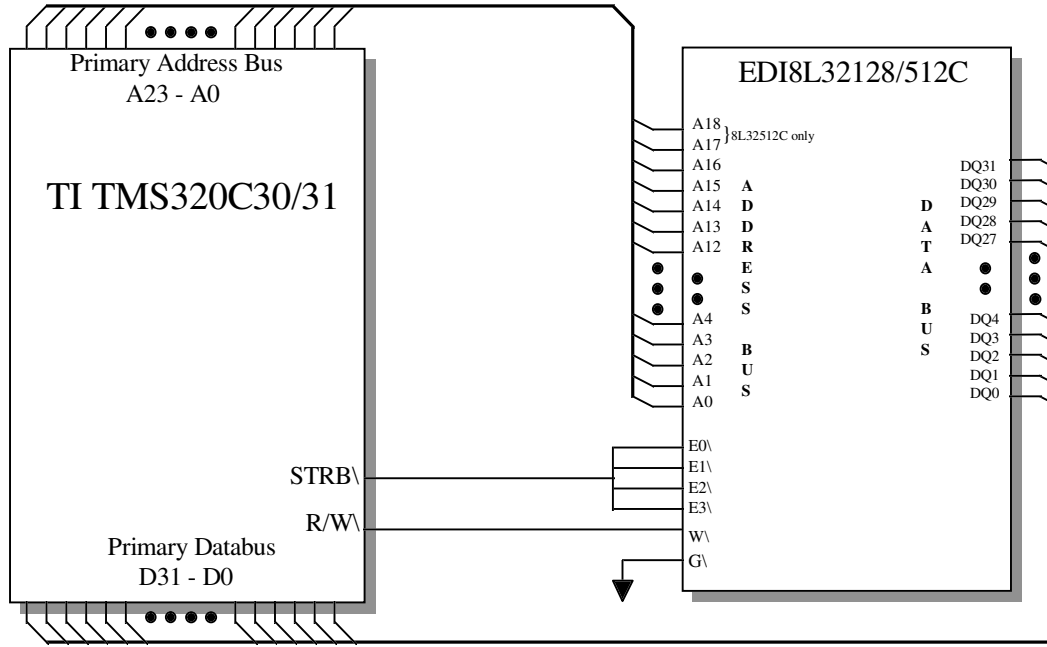 Primary Address Bus
A23 - A0
TI TMS320C30/31
STRB\
R/W\
Primary Databus
D31 - D0
EDI8L32128/512C
A18
A17
}8L32512C only
A16
A15
A14
A13
A12
A4
A3
A2
A1
A0
ADDRESS BUS
E0\
E1\
E2\
E3\
W\
G\
DATA BUS
DQ31
DQ30
DQ29
DQ28
DQ27
DQ4
DQ3
DQ2
DQ1
DQ0